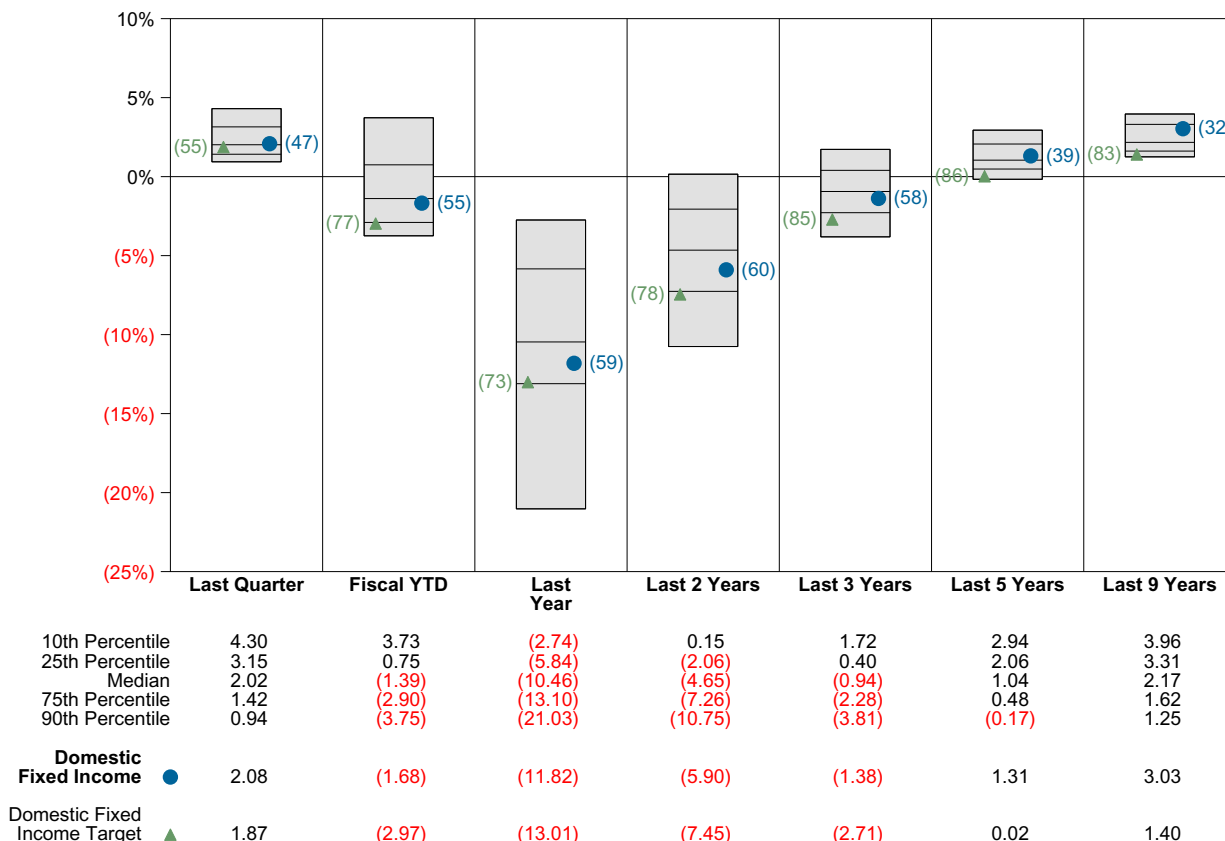 10%
5%
0%
(5%)
(10%)
(15%)
(20%)
(25%)
(55) (47)
(77) (55)
(73) (59)
(78) (60)
(85) (58)
(86) (39)
(83) (32
Last Quarter Fiscal YTD Last Year Last 2 Years Last 3 Years Last 5 Years Last 9 Years
10th Percentile 4.30 3.73 (2.74) 0.15 1.72 2.94 3.96
25th Percentile 3.15 0.75 (5.84) (2.06) 0.40 2.06 3.31
Median 2.02 (1.39) (10.46) (4.65) (0.94) 1.04 2.17
75th Percentile 1.42 (2.90) (13.10) (7.26) (2.28) 0.48 1.62
90th Percentile 0.94 (3.75) (21.03) (10.75) (3.81) (0.17) 1.25
Domestic
Fixed Income 2.08 (1.68) (11.82) (5.90) (1.38) 1.31 3.03
Domestic Fixed
Income Target 1.87 (2.97) (13.01) (7.45) (2.71) 0.02 1.40